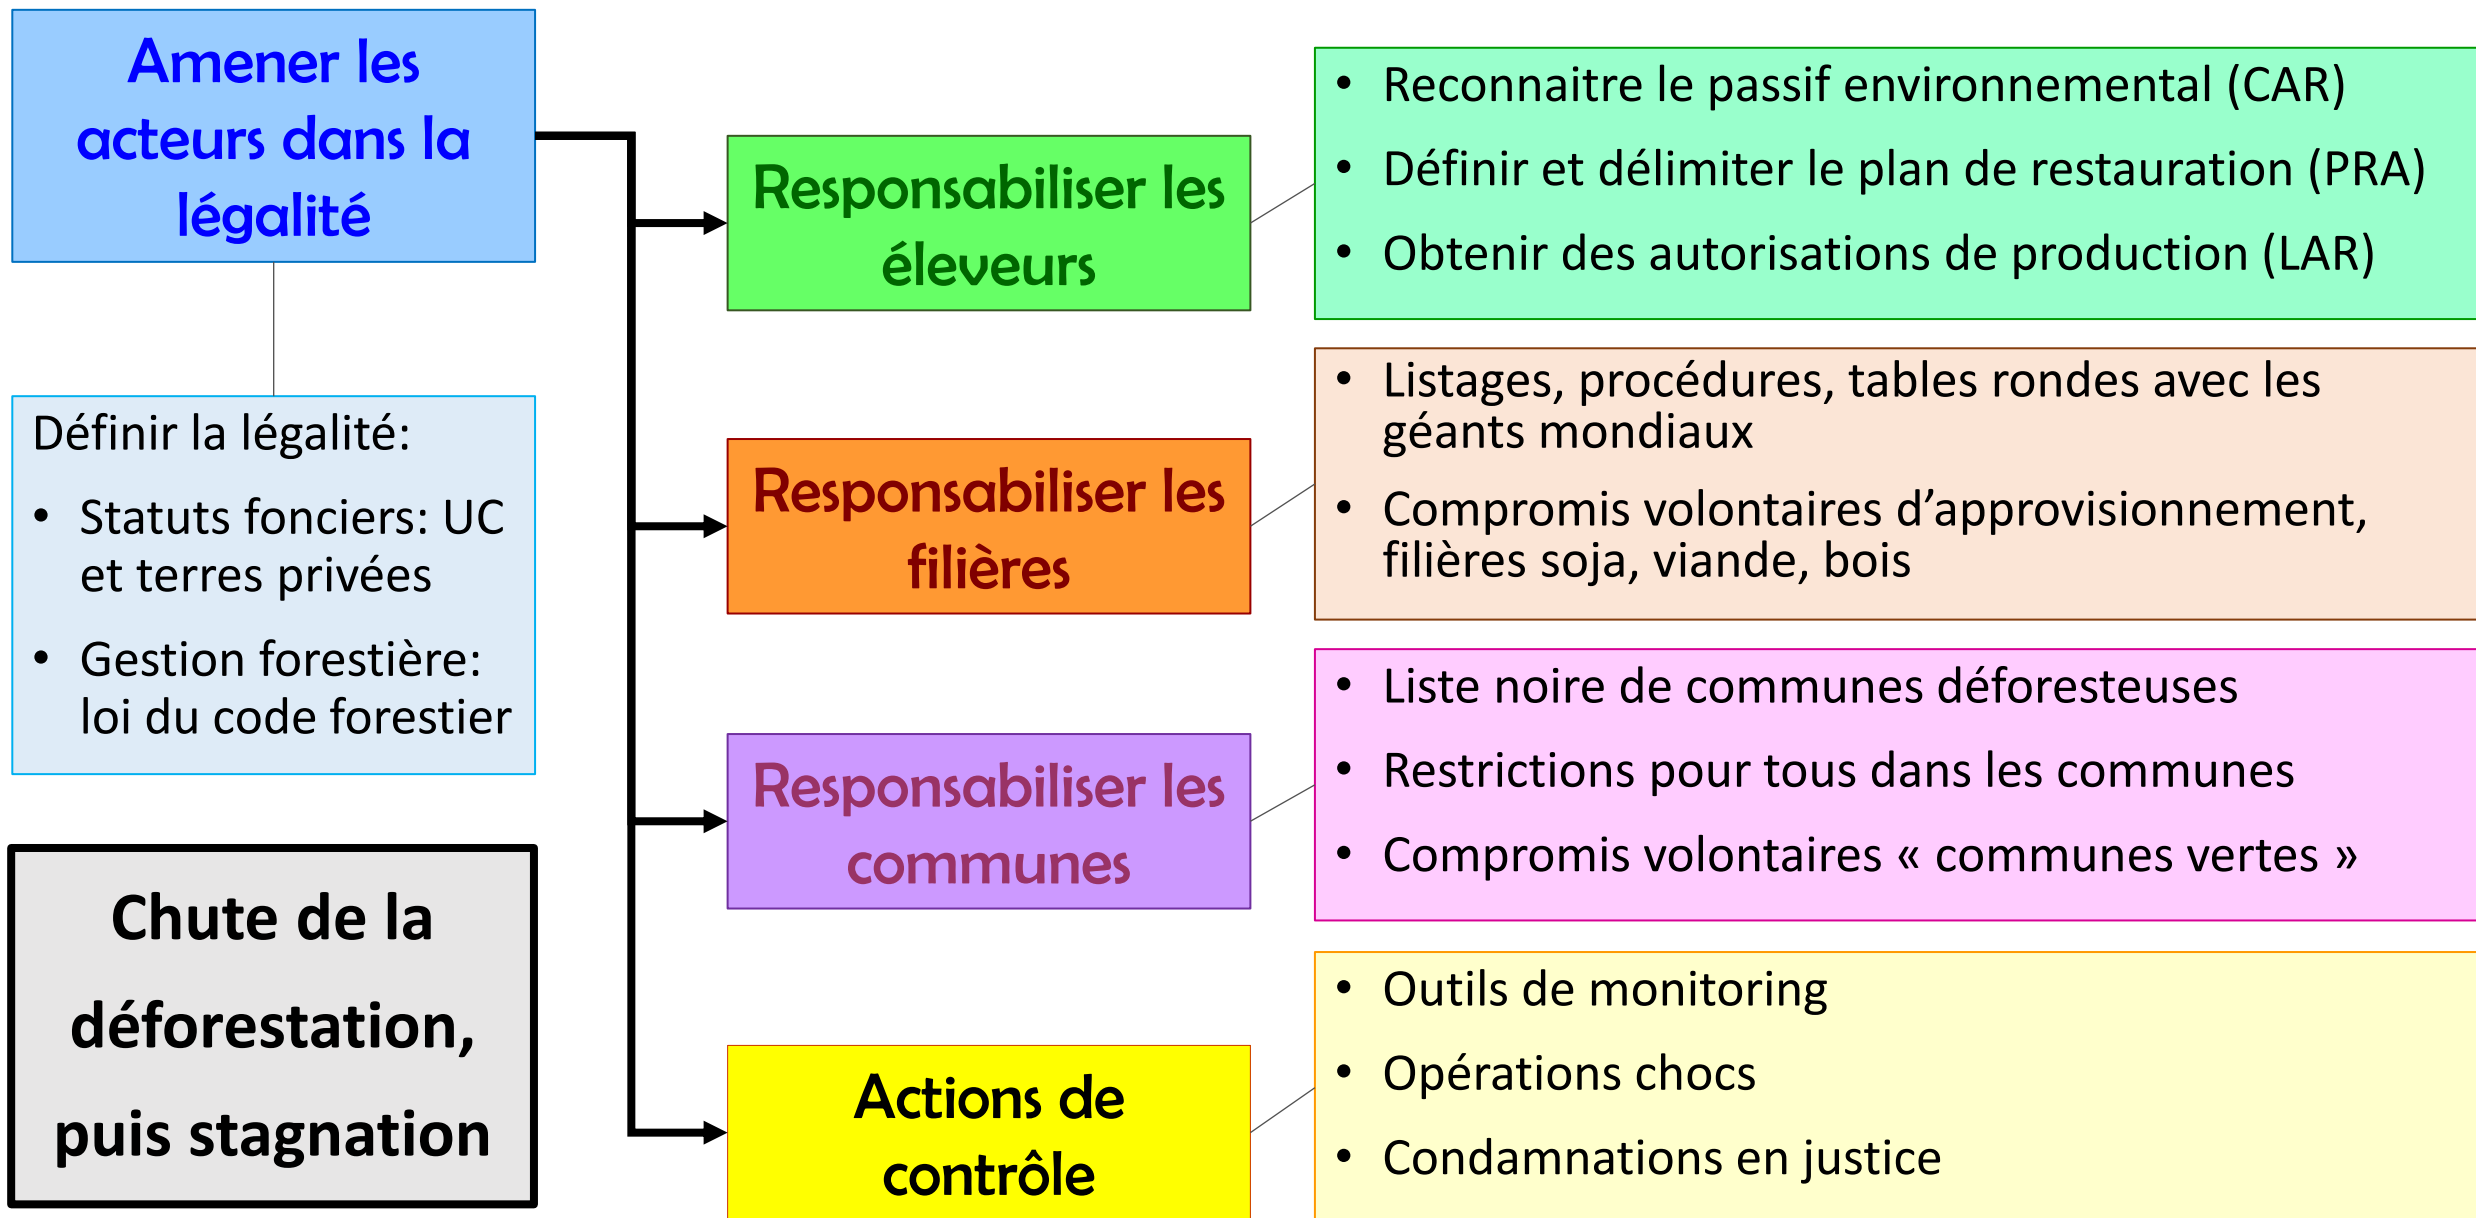 Amener les
acteurs dans la
légalité
Définir la légalité:
• Statuts fonciers: UC
et terres privées
• Gestion forestière:
loi du code forestier
Chute de la
déforestation,
puis stagnation
Responsabiliser les
éleveurs
• Reconnaitre le passif environnemental (CAR)
• Définir et délimiter le plan de restauration (PRA)
• Obtenir des autorisations de production (LAR)
Responsabiliser les
filières
• Listages, procédures, tables rondes avec les
géants mondiaux
• Compromis volontaires d’approvisionnement,
filières soja, viande, bois
Responsabiliser les
communes
• Liste noire de communes déforesteuses
• Restrictions pour tous dans les communes
• Compromis volontaires « communes vertes »
Actions de
contrôle
• Outils de monitoring
• Opérations chocs
• Condamnations en justice